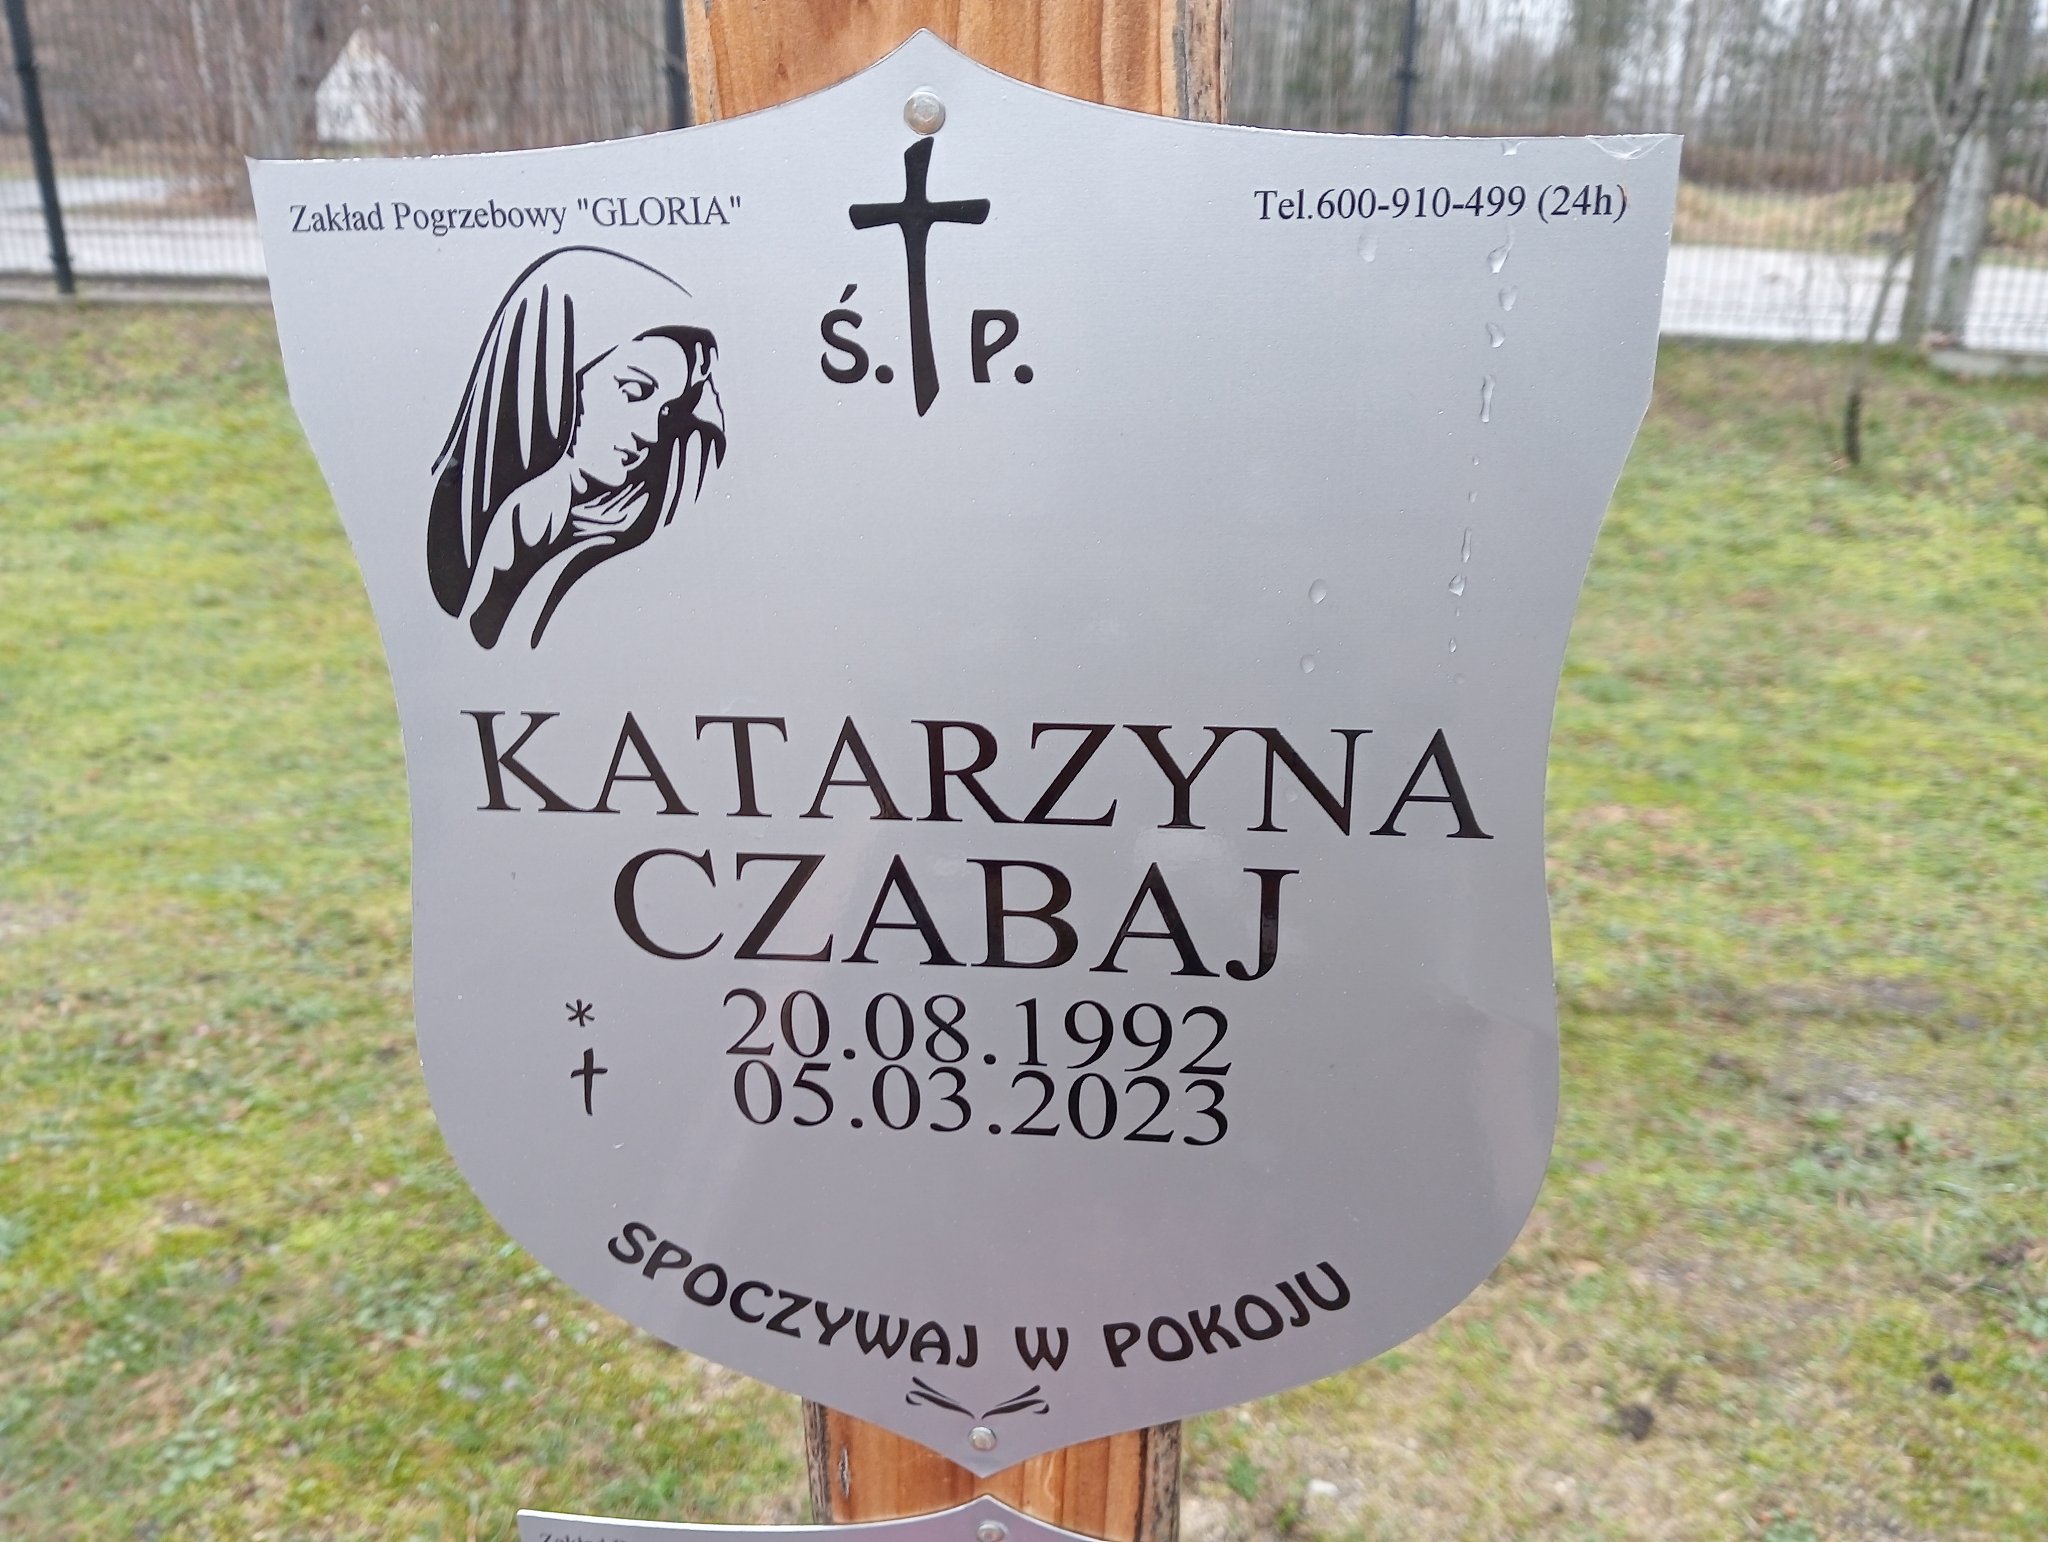 Zakład Pogrzebowy "GLORIA"
Tel.600-910-499 (24h)
Ś. P.
KATARZYNA
CZABAJ
* 20.08.1992
† 05.03.2023
SPOCZYWAJ W POKOJU